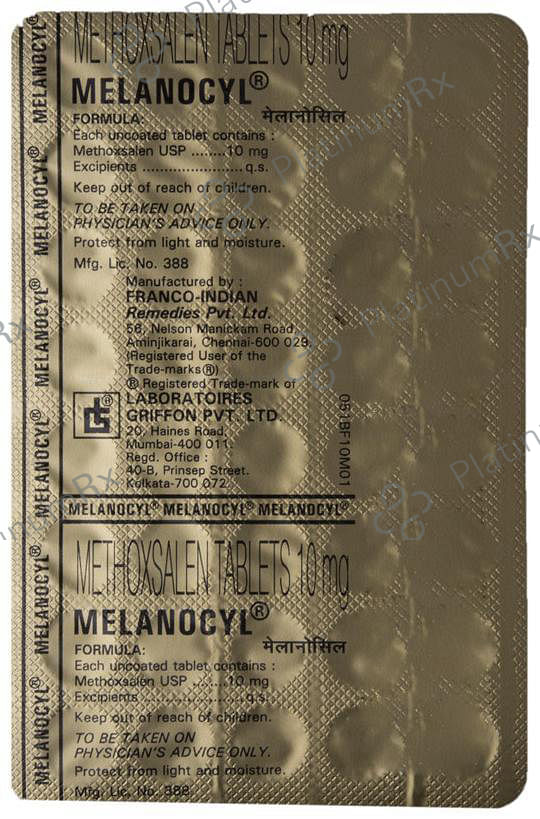 METHOXSALEN TABLETS 10 mg
MELANOCYL®
मेलानोसिल
FORMULA:
Each uncoated tablet contains :
Methoxsalen USP ........10 mg
Excipients .......................q.s.
Keep out of reach of children.
TO BE TAKEN ON
PHYSICIAN'S ADVICE ONLY.
Protect from light and moisture.
Mfg. Lic. No. 388
Manufactured by :
FRANCO-INDIAN
Remedies Pvt. Ltd.
56, Nelson Manickam Road,
Aminjikarai, Chennai-600 029.
(Registered User of the
Trade-marks®)
® Registered Trade-mark of
LABORATOIRES
GRIFFON PVT. LTD.
20, Haines Road,
Mumbai-400 011.
Regd. Office :
40-B, Prinsep Street,
Kolkata-700 072.
051BF10M01
MELANOCYL® MELANOCYL® MELANOCYL®
METHOXSALEN TABLETS 10 mg
MELANOCYL®
मेलानोसिल
FORMULA:
Each uncoated tablet contains :
Methoxsalen USP ........10 mg
Excipients .......................q.s.
Keep out of reach of children.
TO BE TAKEN ON
PHYSICIAN'S ADVICE ONLY.
Protect from light and moisture.
Mfg. Lic. No. 388
MELANOCYL®
MELANOCYL®
MELANOCYL®
MELANOCYL®
MELANOCYL®
MELANOCYL®
PlatinumRx
PlatinumRx
PlatinumRx
PlatinumRx